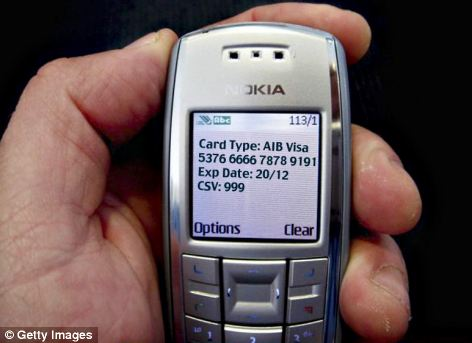 NOKIA
Abc 113/1
Card Type: AIB Visa
5376 6666 7878 9191
Exp Date: 20/12
CSV: 999
Options Clear
© Getty Images